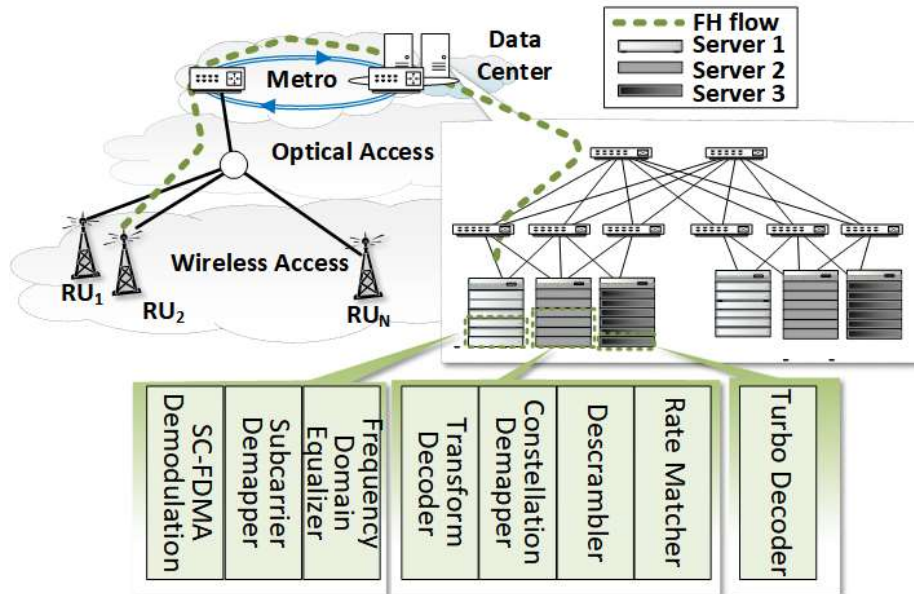 FH flow
Server 1
Server 2
Server 3
Data
Center
Metro
Optical Access
Wireless Access
RU1
RU2
RUN
SC-FDMA
Demodulation
Subcarrier
Demapper
Frequency
Domain
Equalizer
Transform
Decoder
Constellation
Demapper
Descrambler
Rate Matcher
Turbo Decoder